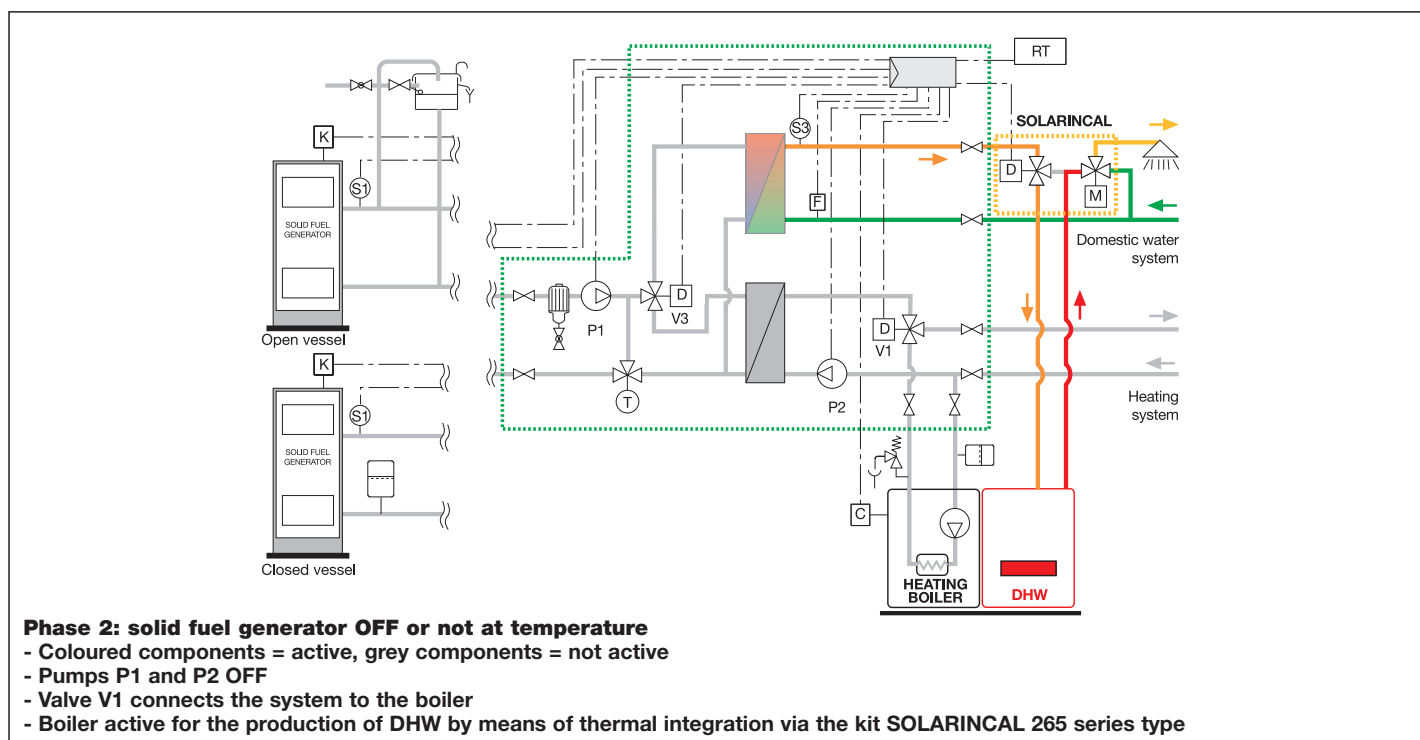 RT
SOLARINCAL
K
S3
D
S1
F
M
SOLID FUEL
GENERATOR
Domestic water
system
D
P1
V3
D
V1
Open vessel
K
T
P2
S1
Heating
system
SOLID FUEL
GENERATOR
C
Closed vessel
HEATING
BOILER
DHW
Phase 2: solid fuel generator OFF or not at temperature
- Coloured components = active, grey components = not active
- Pumps P1 and P2 OFF
- Valve V1 connects the system to the boiler
- Boiler active for the production of DHW by means of thermal integration via the kit SOLARINCAL 265 series type